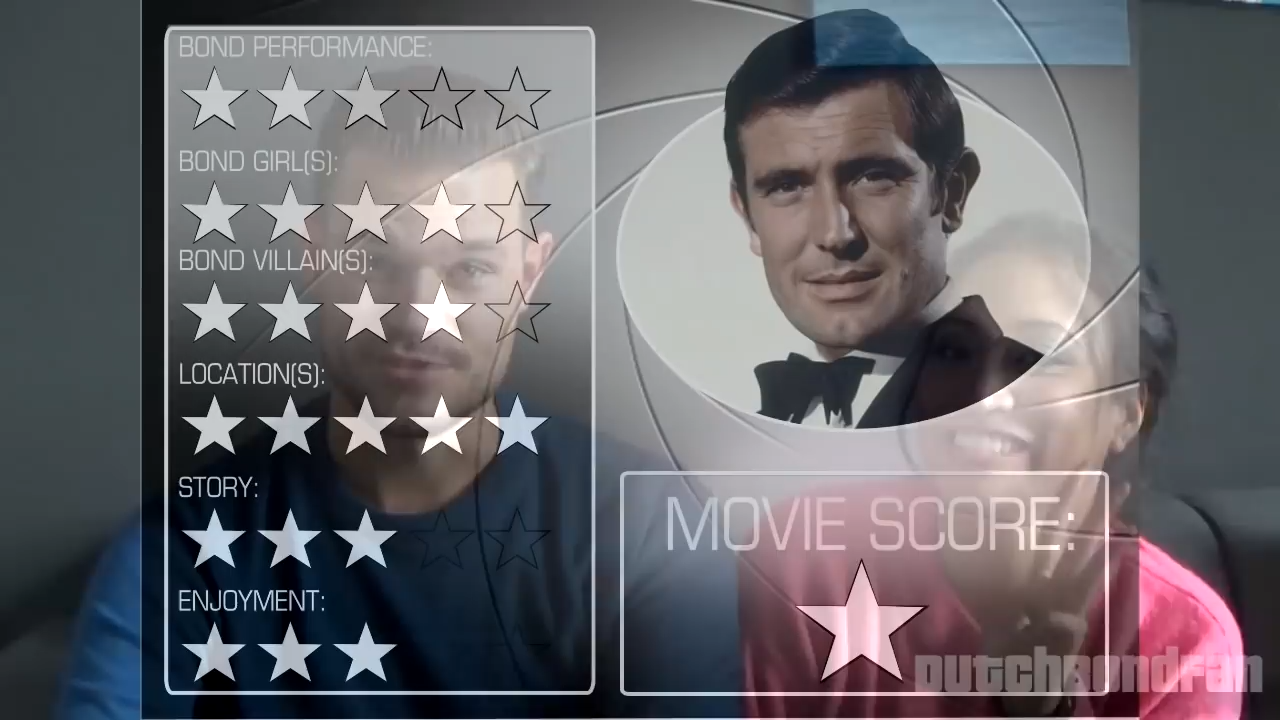 BOND PERFORMANCE:
BOND GIRL(S):
BOND VILLAIN(S):
LOCATION(S):
STORY:
ENJOYMENT:
MOVIE SCORE:
DUTCHBONDFAN